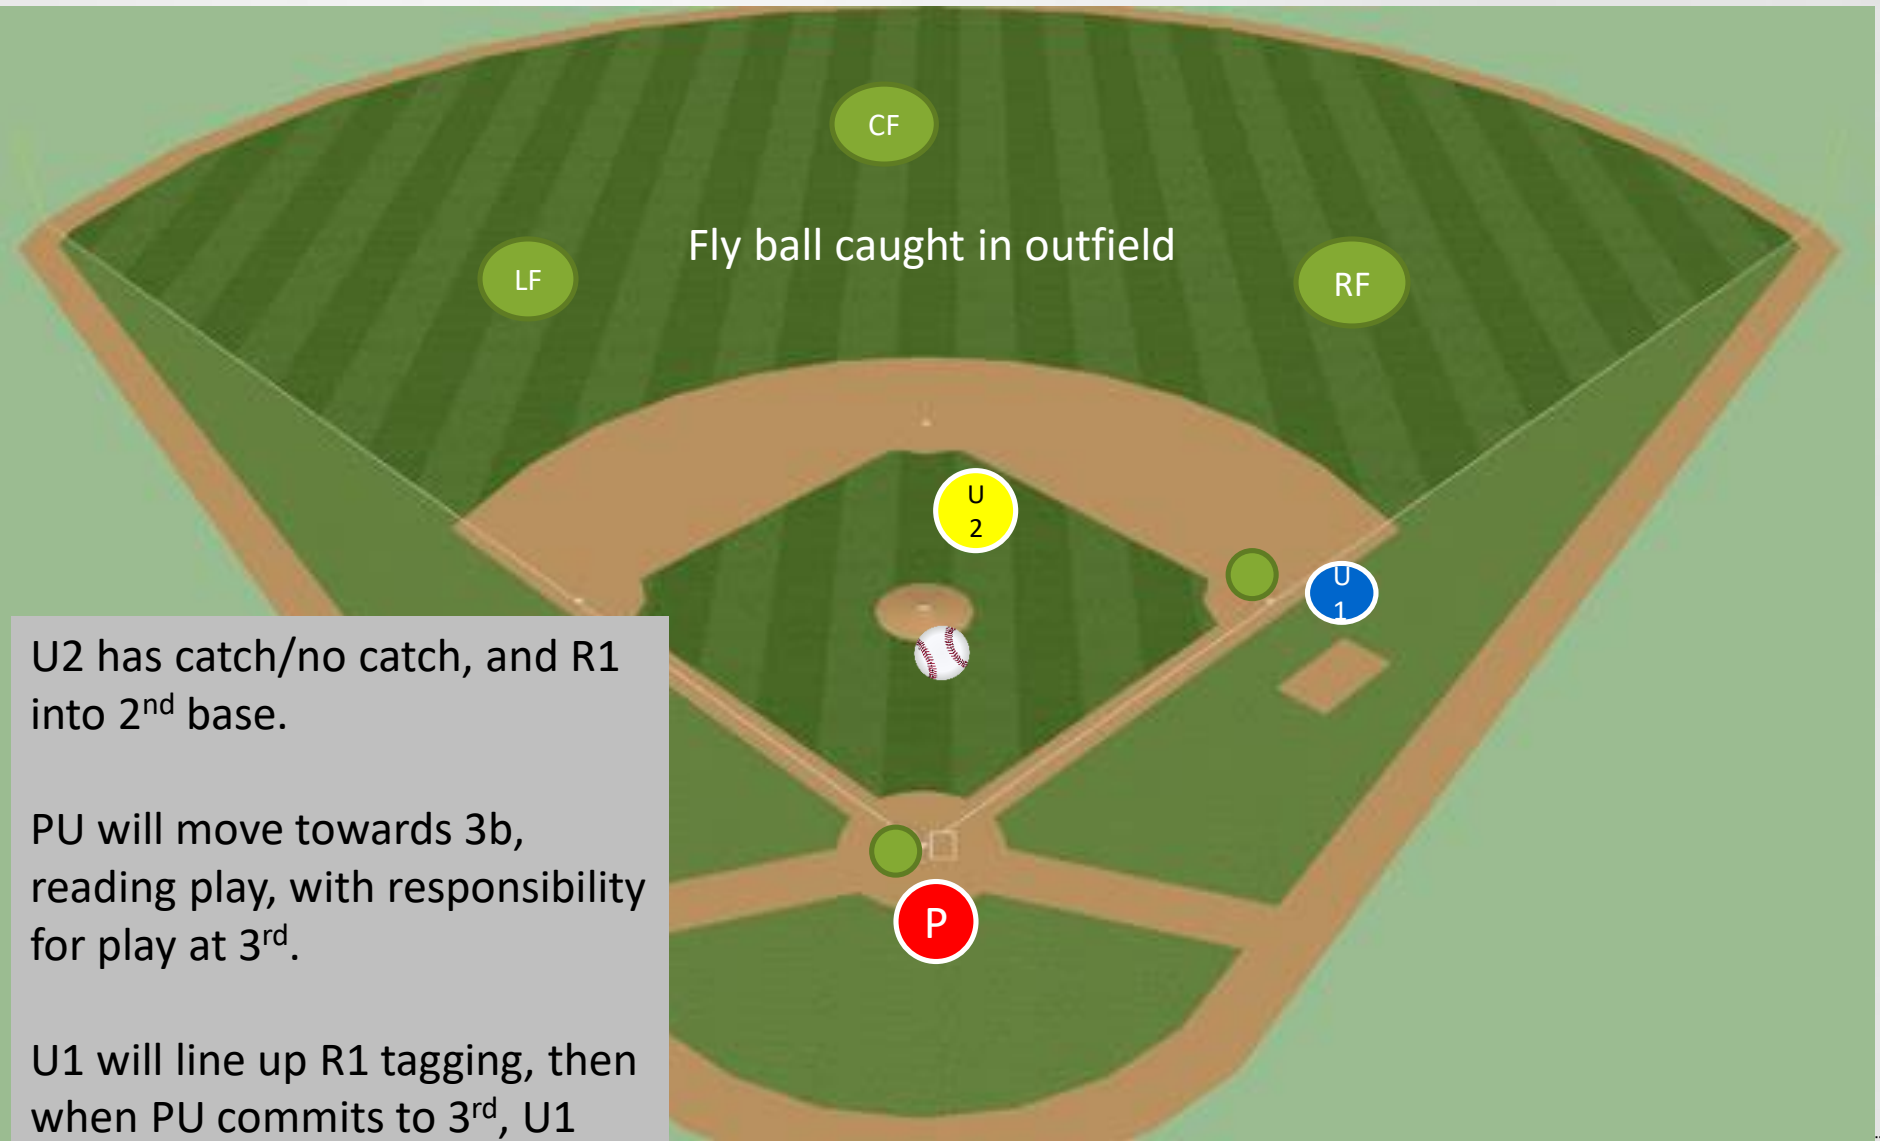 CF
Fly ball caught in outfield
LF
RF
U
2
U
1
U2 has catch/no catch, and R1
into 2nd base.
PU will move towards 3b,
reading play, with responsibility
for play at 3rd.
U1 will line up R1 tagging, then
when PU commits to 3rd, U1
P